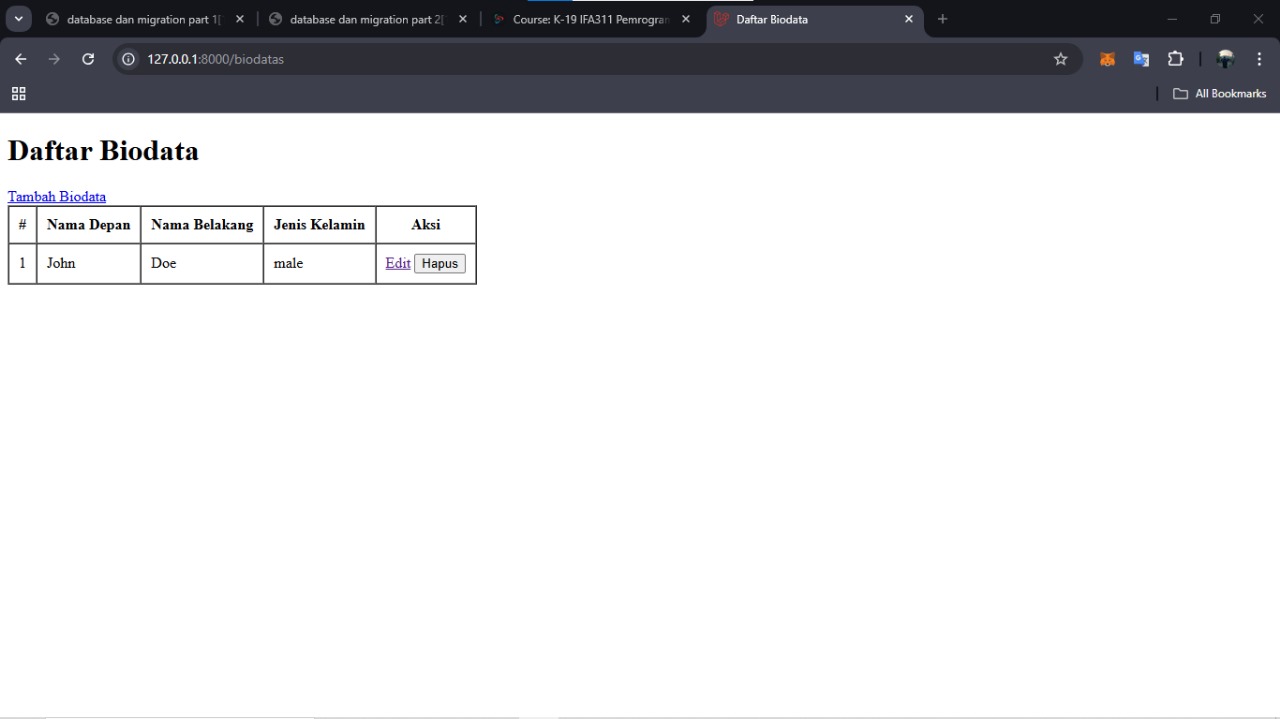 database dan migration part 1[
database dan migration part 2[
Course: K-19 IFA311 Pemrogran
Daftar Biodata
127.0.0.1:8000/biodatas
All Bookmarks
Daftar Biodata
Tambah Biodata
# Nama Depan Nama Belakang Jenis Kelamin Aksi
1 John Doe male Edit Hapus